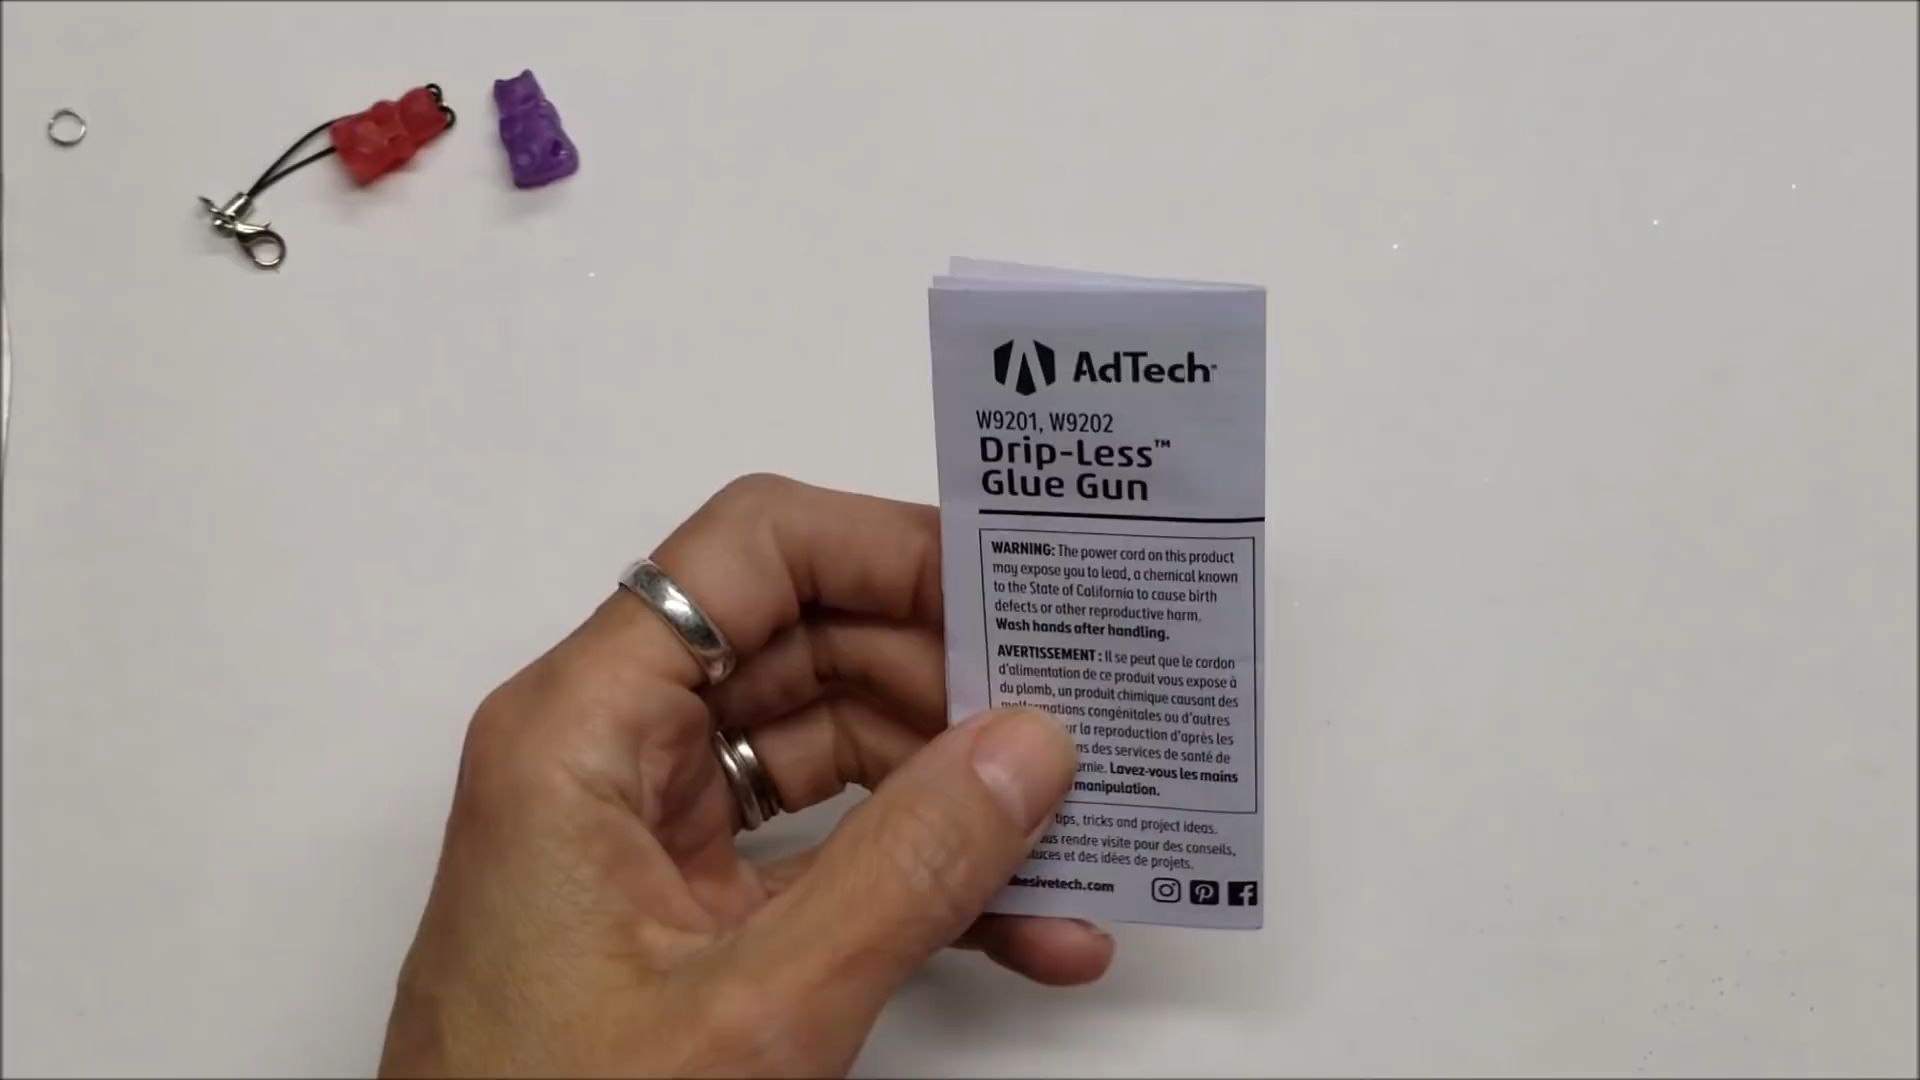 AdTech
W9201, W9202
Drip-Less™
Glue Gun
WARNING: The power cord on this product
may expose you to lead, a chemical known
to the State of California to cause birth
defects or other reproductive harm.
Wash hands after handling.
AVERTISSEMENT : Il se peut que le cordon
d'alimentation de ce produit vous expose à
du plomb, un produit chimique causant des
congénitales ou d'autres
la reproduction d'après les
des services de santé de
Lavez-vous les mains
manipulation.
tips, tricks and project ideas.
rendre visite pour des conseils,
et des idées de projets.